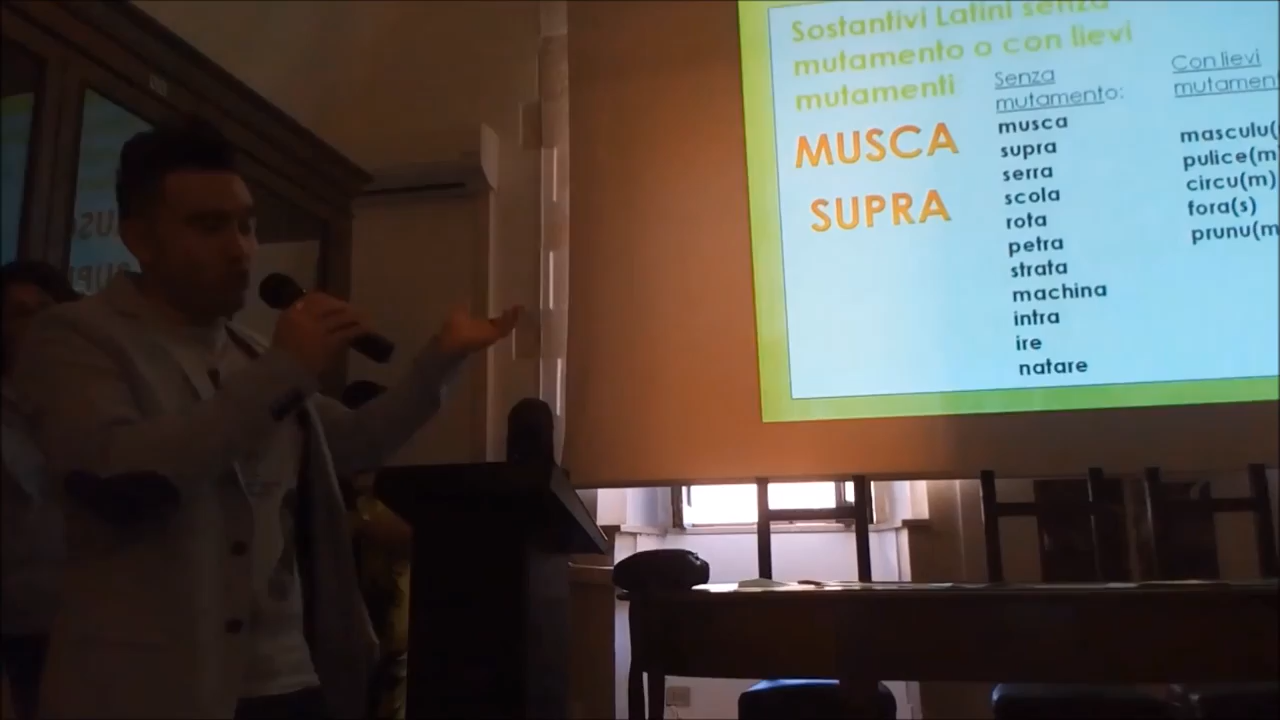 Sostantivi Latini senza
mutamento o con lievi
mutamenti
MUSCA
SUPRA
Senza
mutamento:
musca
supra
serra
scola
rota
petra
strata
machina
intra
ire
natare
Con lievi
mutamen
masculu(
pulice(m
circu(m)
fora(s)
prunu(m